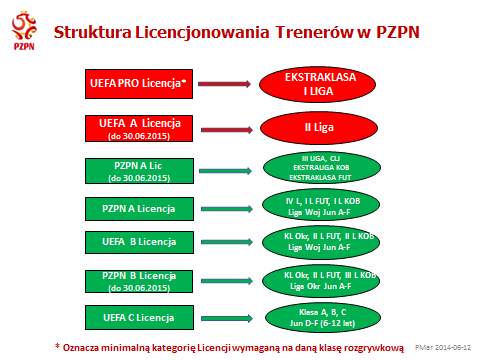 PZPN
Struktura Licencjonowania Trenerów w PZPN
UEFA PRO Licencja*
EKSTRAKLASA
I LIGA
UEFA A Licencja
(do 30.06.2015)
II Liga
PZPN A Lic
(do 30.06.2015)
III LIGA, CLJ
EKSTRALIGA KOB
EKSTRAKLASA FUT
PZPN A Licencja
IV L, I L FUT, I L KOB
Liga Woj Jun A-F
UEFA B Licencja
KL Okr, II L FUT, II L KOB
Liga Woj Jun A-F
PZPN B Licencja
(do 30.06.2015)
KL Okr, II L FUT, III L KOB
Liga Okr Jun A-F
UEFA C Licencja
Klasa A, B, C
Jun D-F (6-12 lat)
* Oznacza minimalną kategorię Licencji wymaganą na daną klasę rozgrywkową
PMar 2014-06-12